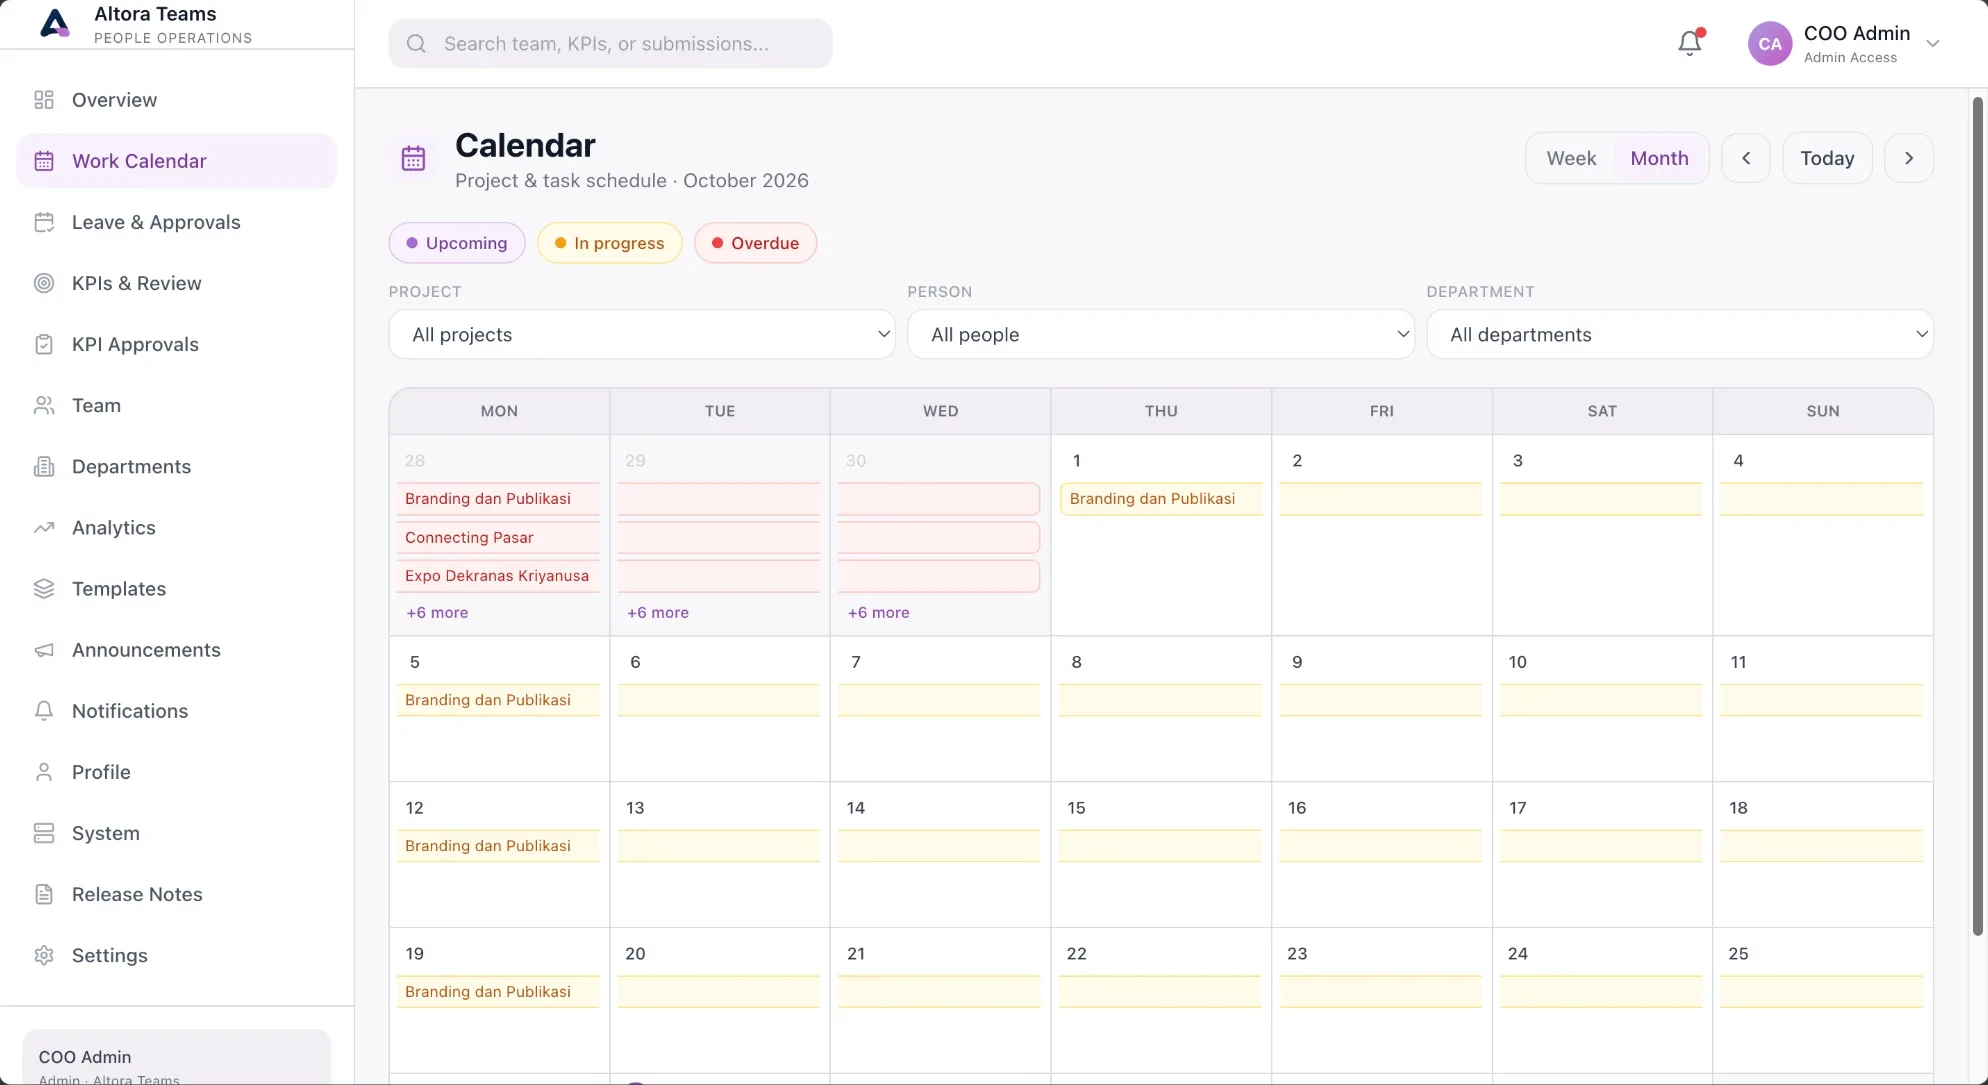 Altora Teams
PEOPLE OPERATIONS
Search team, KPIs, or submissions...
CA
COO Admin
Admin Access
Overview
Work Calendar
Leave & Approvals
KPIs & Review
KPI Approvals
Team
Departments
Analytics
Templates
Announcements
Notifications
Profile
System
Release Notes
Settings
COO Admin
Admin · Altora Teams
Calendar
Project & task schedule · October 2026
Week Month Today
Upcoming In progress Overdue
PROJECT PERSON DEPARTMENT
All projects All people All departments
MON TUE WED THU FRI SAT SUN
28 29 30 1 2 3 4
Branding dan Publikasi Branding dan Publikasi
Connecting Pasar
Expo Dekranas Kriyanusa
+6 more +6 more +6 more
5 6 7 8 9 10 11
Branding dan Publikasi
12 13 14 15 16 17 18
Branding dan Publikasi
19 20 21 22 23 24 25
Branding dan Publikasi